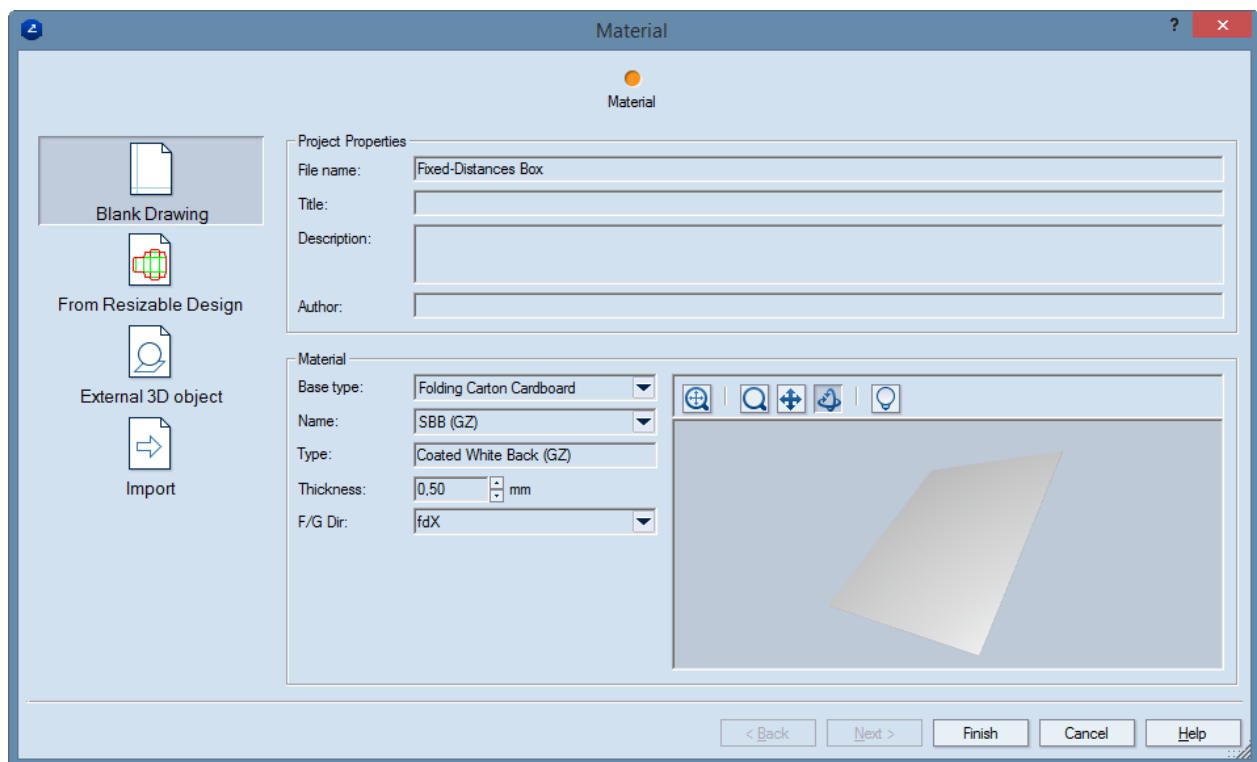 Material
?
Material
Blank Drawing
From Resizable Design
External 3D object
Import
Project Properties
File name: Fixed-Distances Box
Title:
Description:
Author:
Material
Base type: Folding Carton Cardboard
Name: SBB (GZ)
Type: Coated White Back (GZ)
Thickness: 0,50 mm
F/G Dir: fdX
< Back Next > Finish Cancel Help